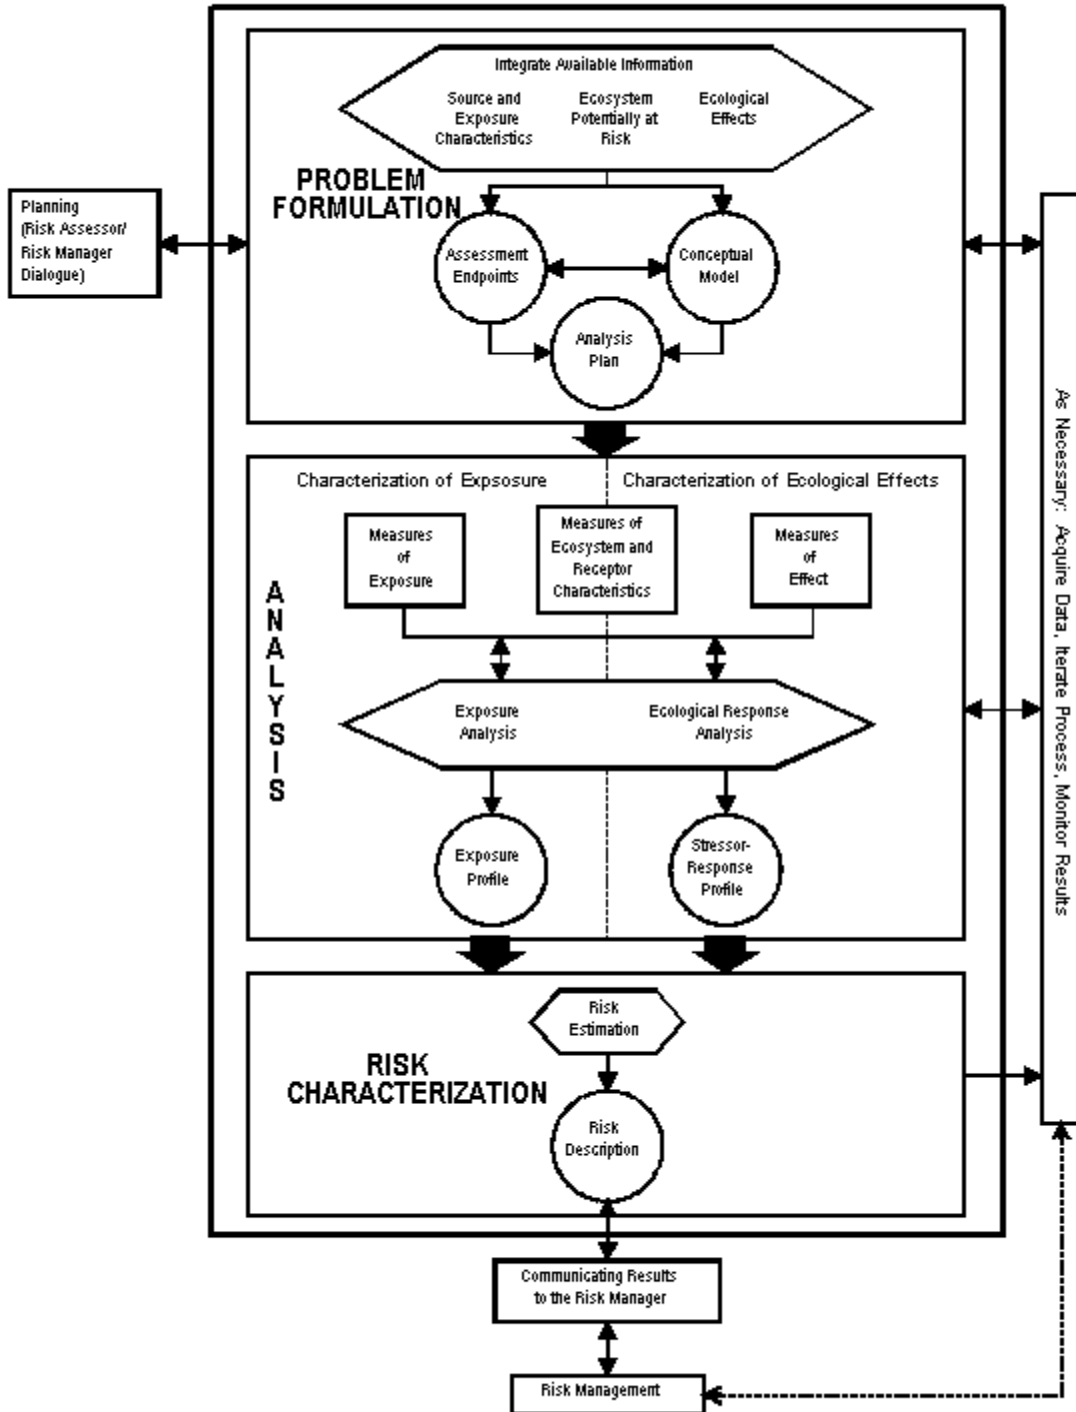 Integrate Available Information
Source and
Exposure
Characteristics
Ecosystem
Potentially at
Risk
Ecological
Effects
PROBLEM
FORMULATION
Planning
(Risk Assessor/
Risk Manager
Dialogue)
Assessment
Endpoints
Conceptual
Model
Analysis
Plan
As Necessary: Acquire Data, Iterate Process, Monitor Results
Characterization of Expsosure
Characterization of Ecological Effects
Measures
of
Exposure
Measures of
Ecosystem and
Receptor
Characteristics
Measures
of
Effect
ANALYSIS
Exposure
Analysis
Ecological Response
Analysis
Exposure
Profile
Stressor-
Response
Profile
Risk
Estimation
RISK
CHARACTERIZATION
Risk
Description
Communicating Results
to the Risk Manager
Risk Management